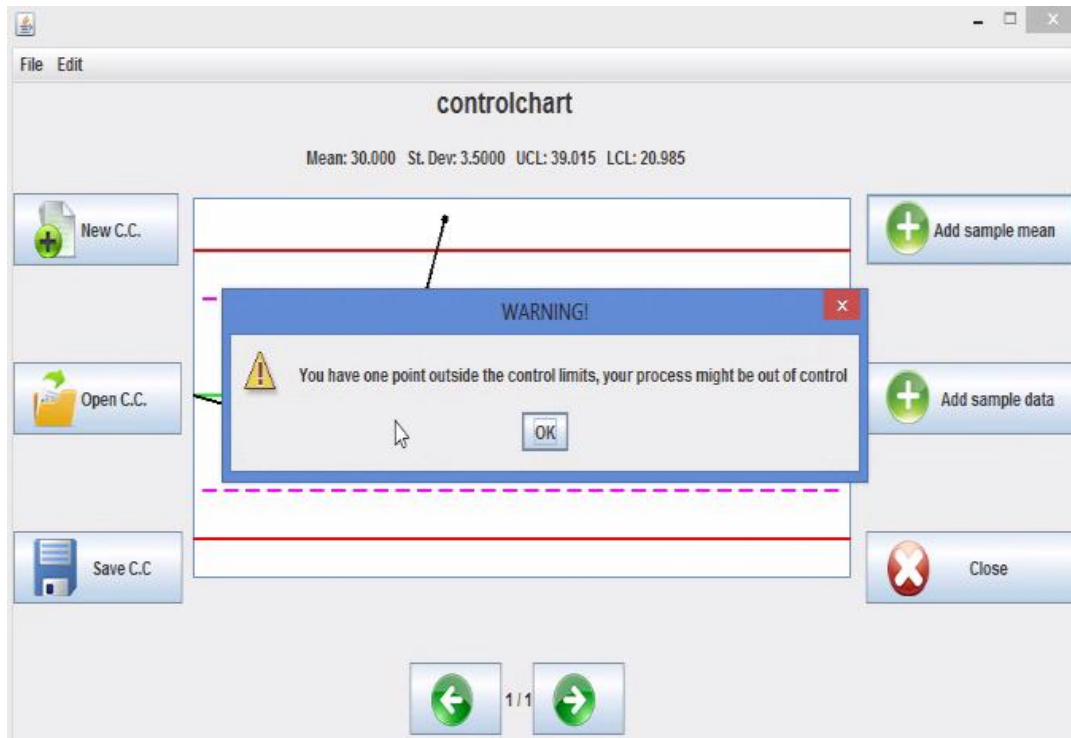 File Edit
controlchart
Mean: 30.000 St. Dev: 3.5000 UCL: 39.015 LCL: 20.985
New C.C.
Add sample mean
WARNING!
You have one point outside the control limits, your process might be out of control
OK
Open C.C.
Add sample data
Save C.C
Close
1 / 1